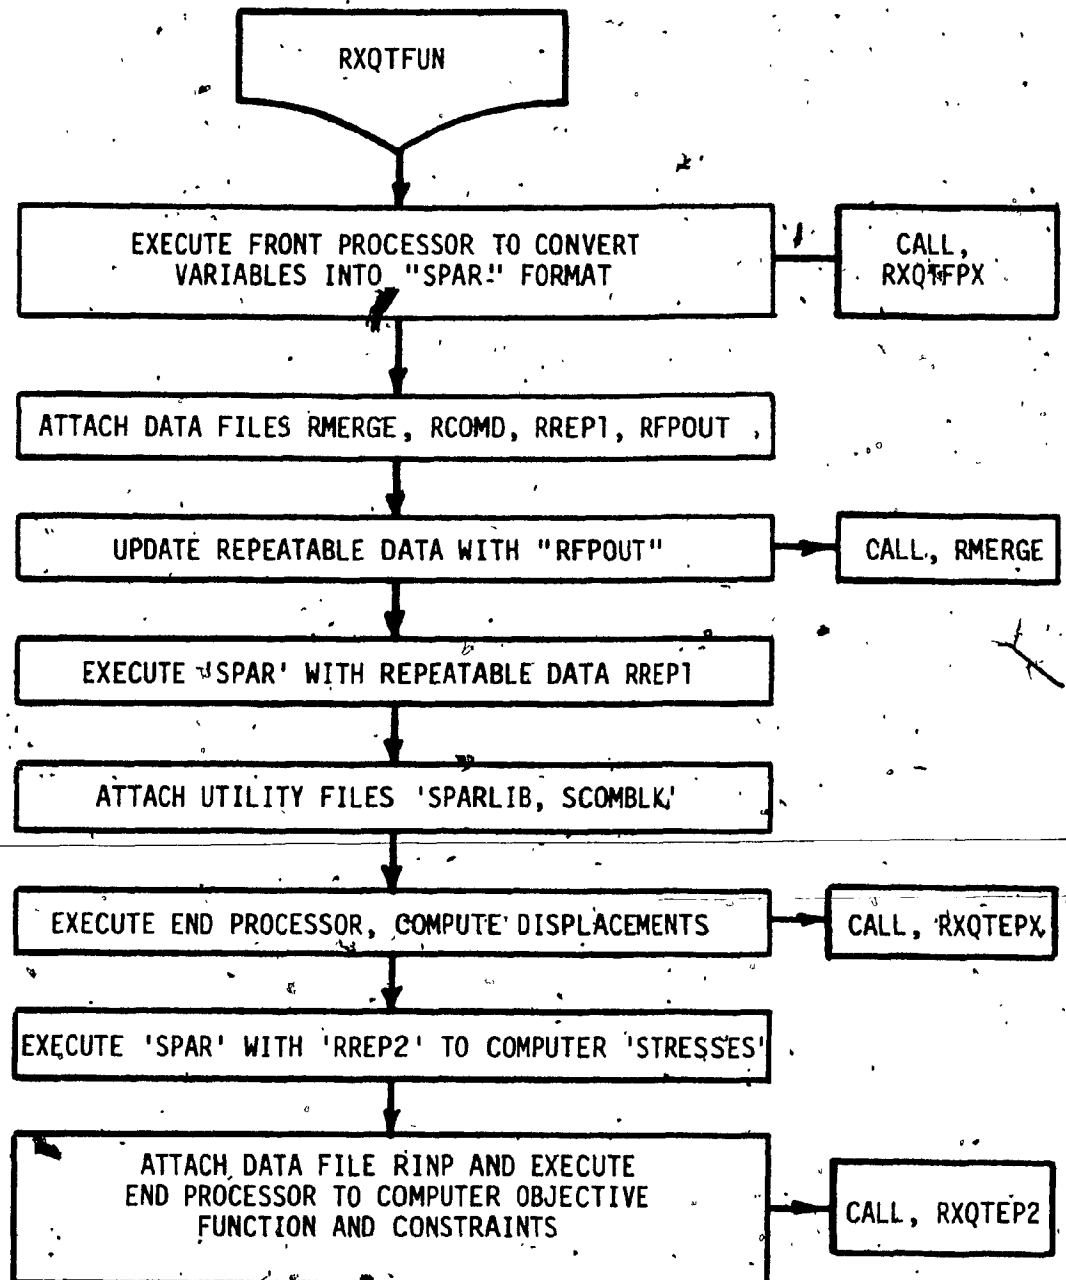 RXQTFUN
EXECUTE FRONT PROCESSOR TO CONVERT
VARIABLES INTO "SPAR" FORMAT
CALL,
RXQTFPX
ATTACH DATA FILES RMERGE, RCOMD, RREP1, RFPOUT ,
UPDATE REPEATABLE DATA WITH "RFPOUT"
CALL, RMERGE
EXECUTE 'SPAR' WITH REPEATABLE DATA RREP1
ATTACH UTILITY FILES 'SPARLIB, SCOMBLK'
EXECUTE END PROCESSOR, COMPUTE DISPLACEMENTS
CALL, RXQTEPX
EXECUTE 'SPAR' WITH 'RREP2' TO COMPUTER 'STRESSES'
ATTACH DATA FILE RINP AND EXECUTE
END PROCESSOR TO COMPUTER OBJECTIVE
FUNCTION AND CONSTRAINTS
CALL, RXQTEP2